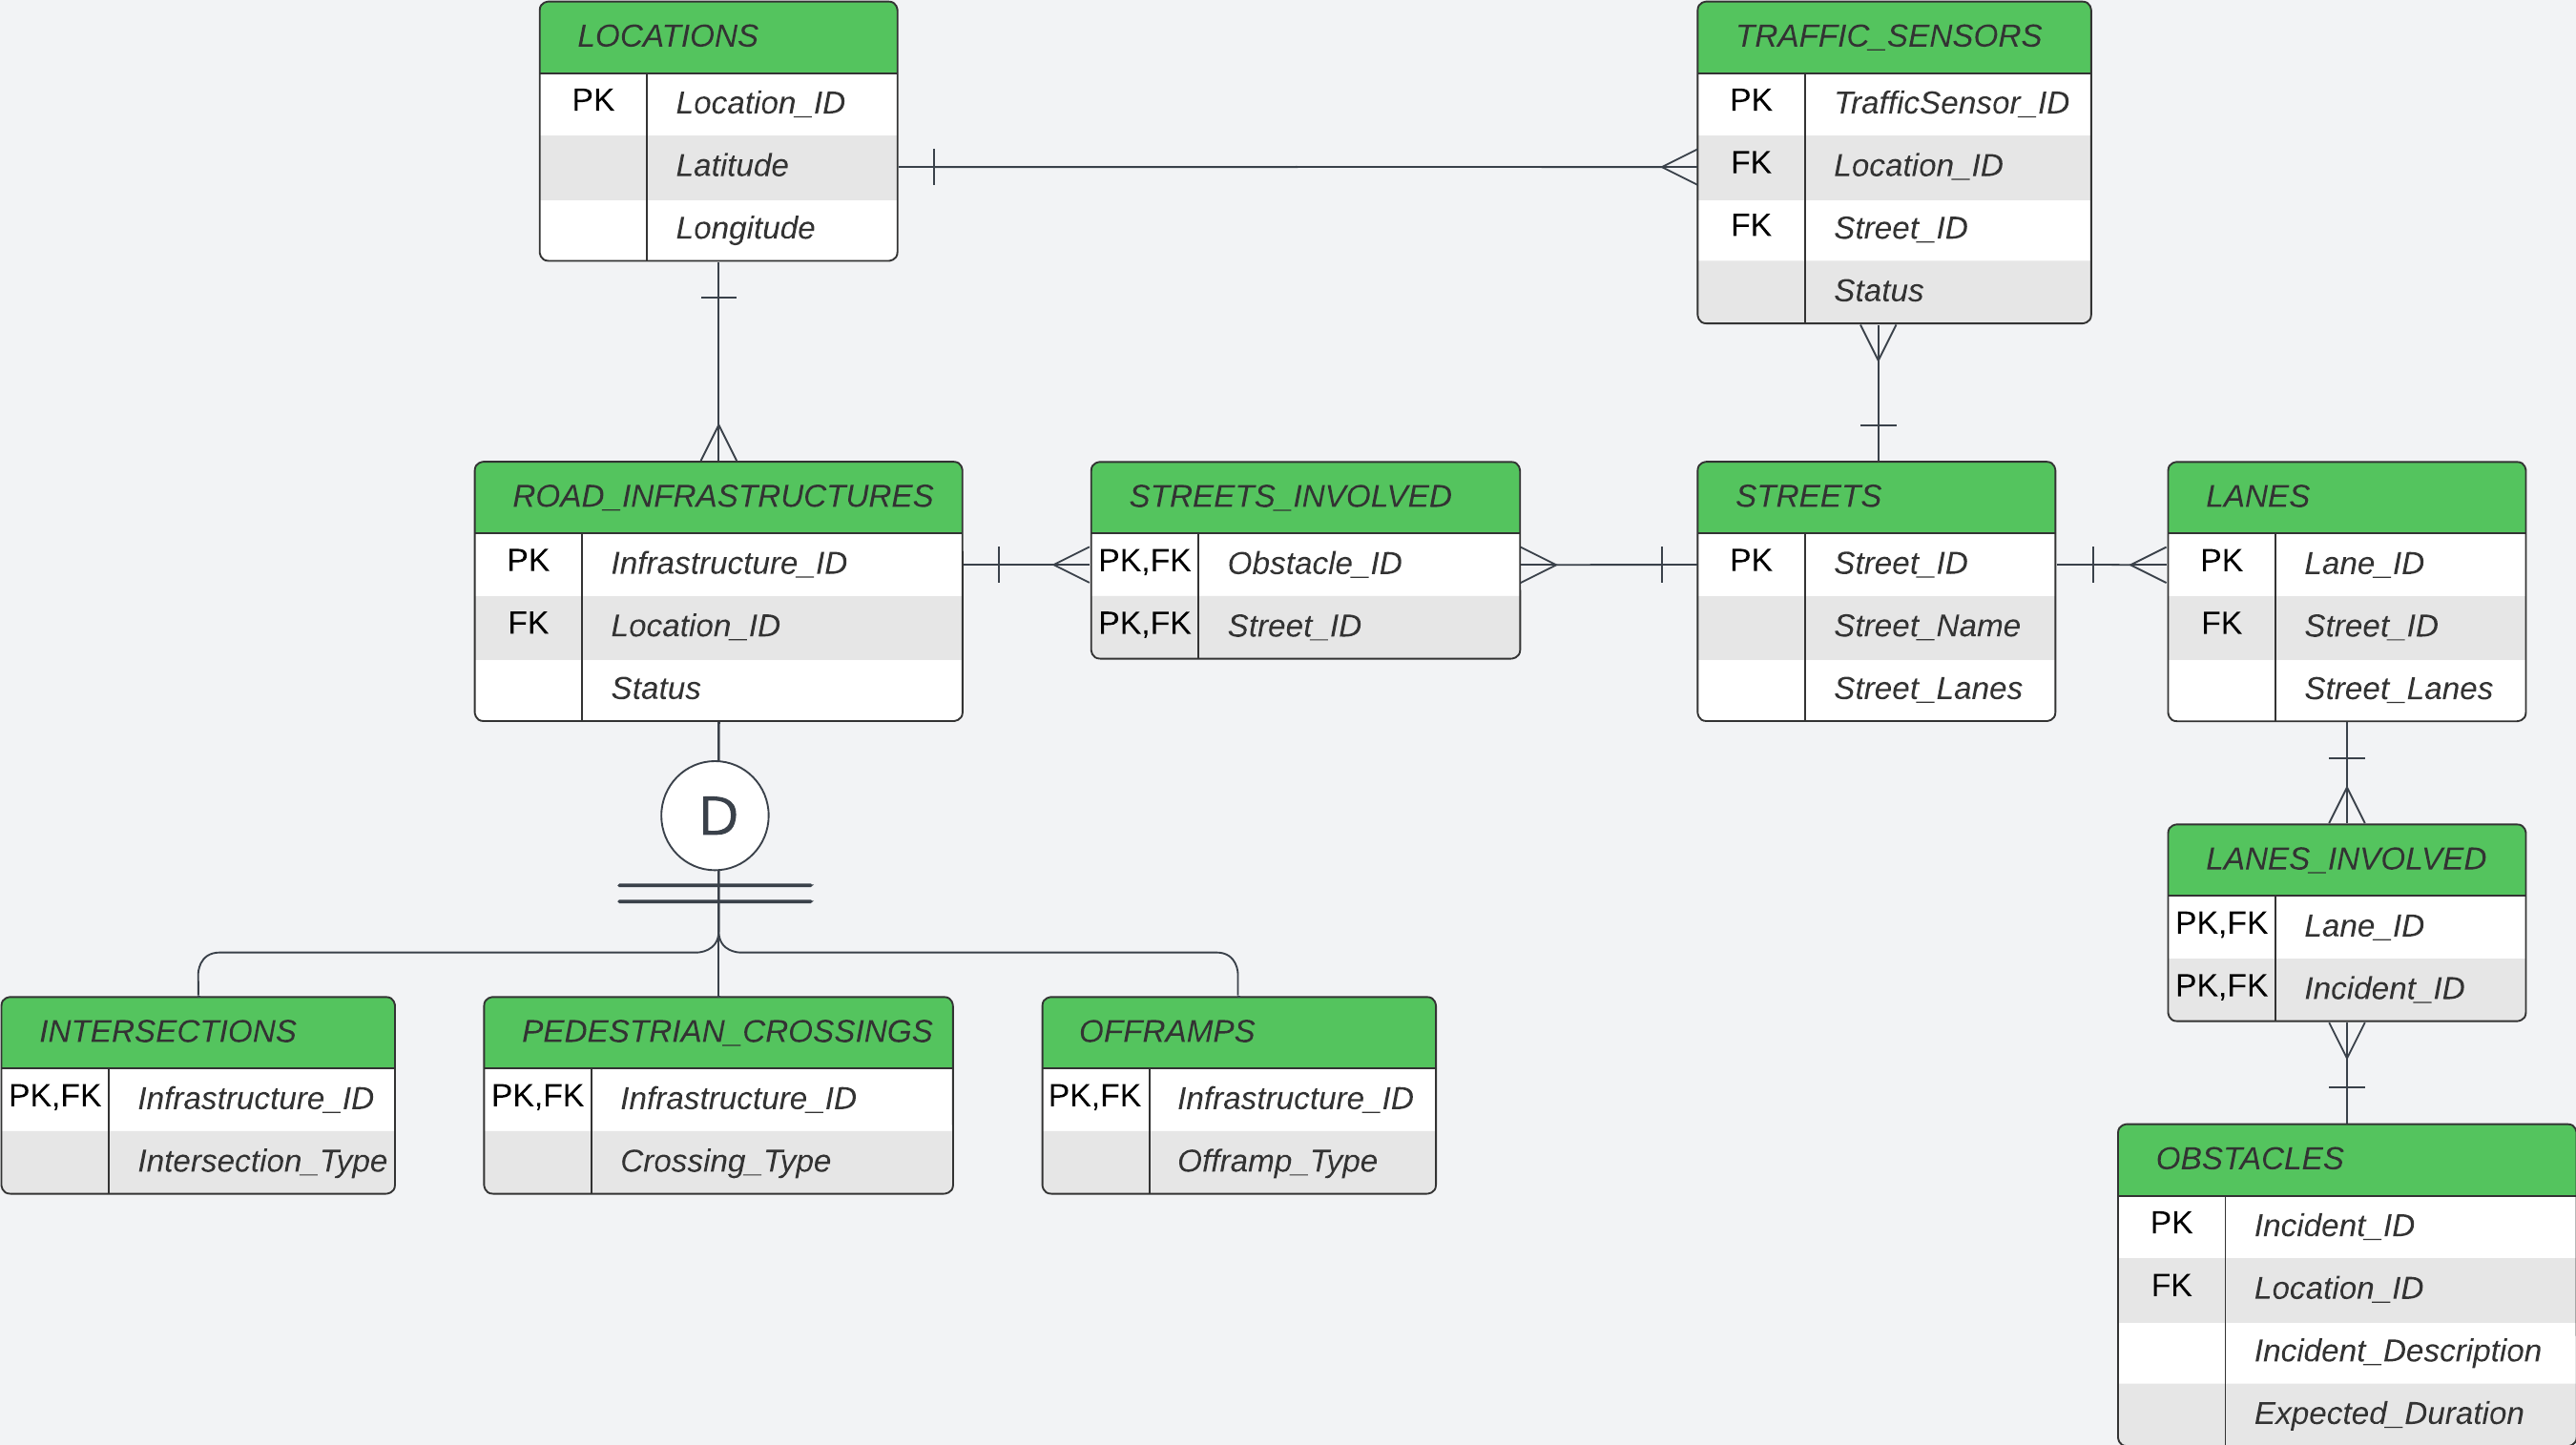 LOCATIONS
PK Location_ID
Latitude
Longitude
TRAFFIC_SENSORS
PK TrafficSensor_ID
FK Location_ID
FK Street_ID
Status
ROAD_INFRASTRUCTURES
PK Infrastructure_ID
FK Location_ID
Status
STREETS_INVOLVED
PK,FK Obstacle_ID
PK,FK Street_ID
STREETS
PK Street_ID
Street_Name
Street_Lanes
LANES
PK Lane_ID
FK Street_ID
Street_Lanes
D
LANES_INVOLVED
PK,FK Lane_ID
PK,FK Incident_ID
INTERSECTIONS
PK,FK Infrastructure_ID
Intersection_Type
PEDESTRIAN_CROSSINGS
PK,FK Infrastructure_ID
Crossing_Type
OFFRAMPS
PK,FK Infrastructure_ID
Offramp_Type
OBSTACLES
PK Incident_ID
FK Location_ID
Incident_Description
Expected_Duration